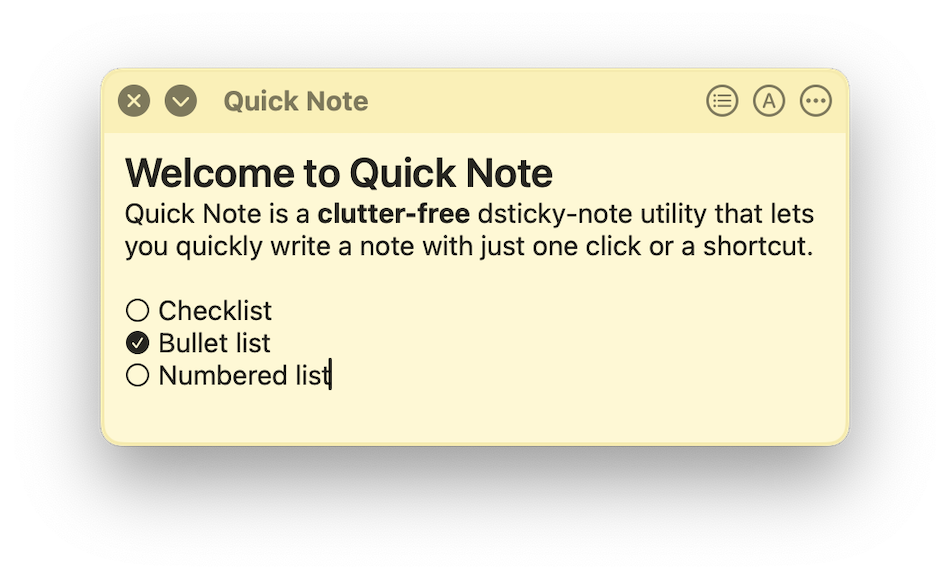 Quick Note
A
Welcome to Quick Note
Quick Note is a clutter-free dsticky-note utility that lets
you quickly write a note with just one click or a shortcut.
Checklist
Bullet list
Numbered list